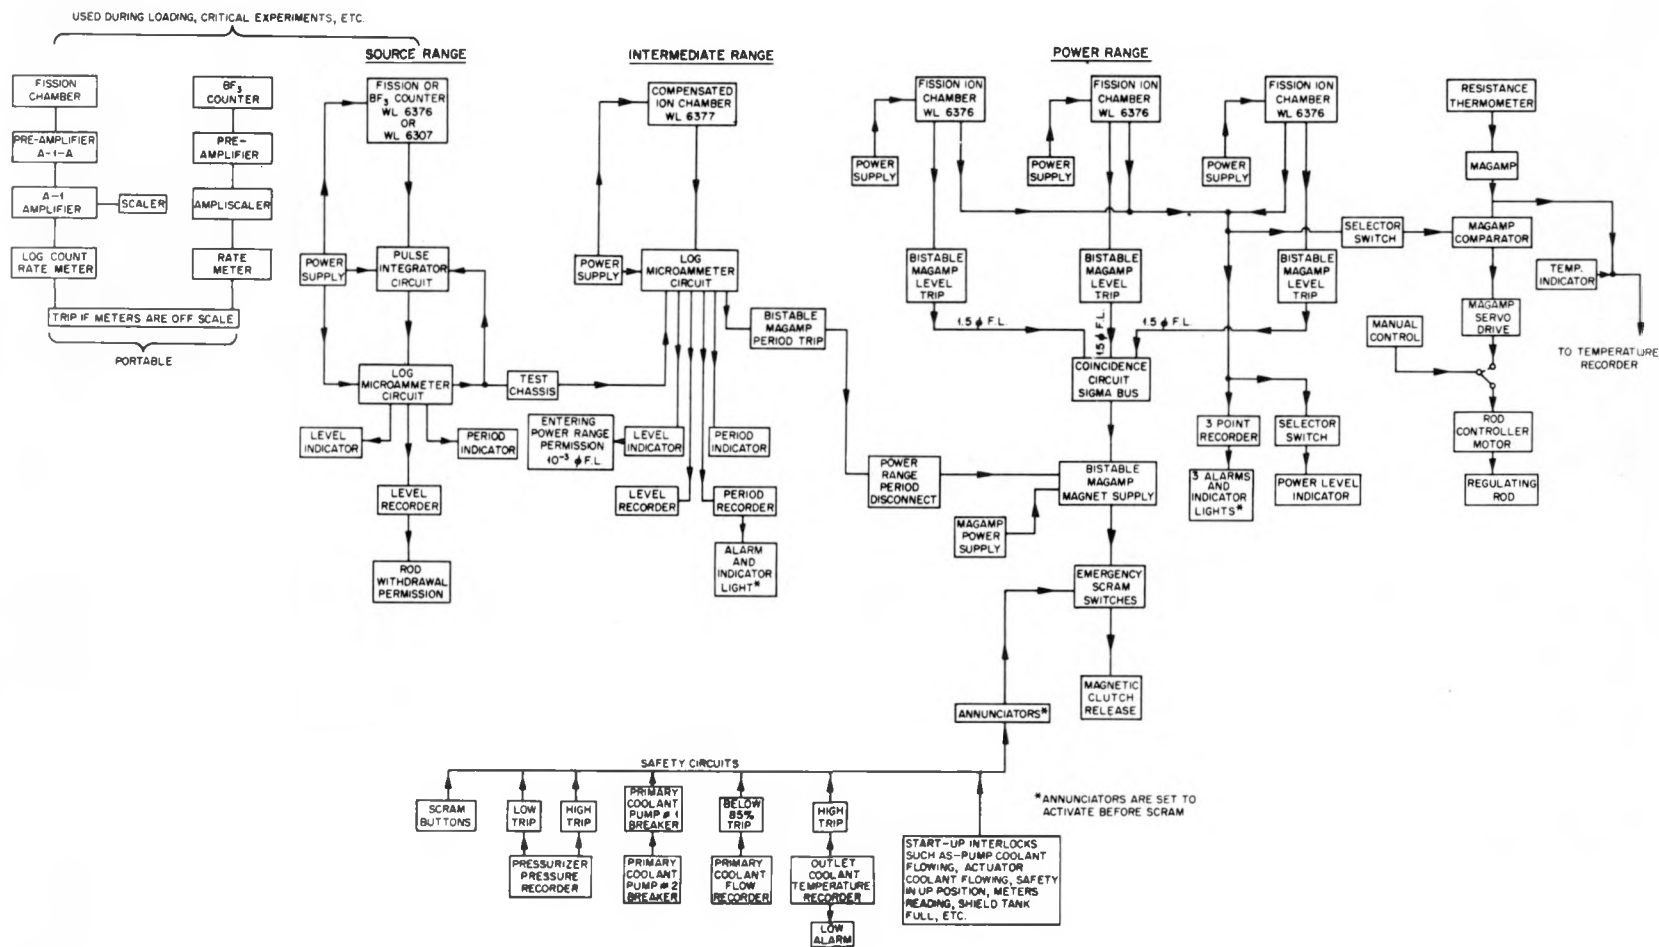 USED DURING LOADING, CRITICAL EXPERIMENTS, ETC.
FISSION
CHAMBER
PRE-AMPLIFIER
A-1-A
A-1
AMPLIFIER
SCALER
LOG COUNT
RATE METER
BF3
COUNTER
PRE-
AMPLIFIER
AMPLISCALER
RATE
METER
TRIP IF METERS ARE OFF SCALE
PORTABLE
SOURCE RANGE
FISSION OR
BF3 COUNTER
WL 6376
OR
WL 6307
POWER
SUPPLY
PULSE
INTEGRATOR
CIRCUIT
LOG
MICROAMMETER
CIRCUIT
LEVEL
INDICATOR
PERIOD
INDICATOR
LEVEL
RECORDER
ROD
WITHDRAWAL
PERMISSION
TEST
CHASSIS
INTERMEDIATE RANGE
COMPENSATED
ION CHAMBER
WL 6377
POWER
SUPPLY
LOG
MICROAMMETER
CIRCUIT
BISTABLE
MAGAMP
PERIOD TRIP
ENTERING
POWER RANGE
PERMISSION
10-3 ϕ F.L.
LEVEL
INDICATOR
PERIOD
INDICATOR
LEVEL
RECORDER
PERIOD
RECORDER
ALARM
AND
INDICATOR
LIGHT*
POWER RANGE
FISSION ION
CHAMBER
WL 6376
FISSION ION
CHAMBER
WL 6376
FISSION ION
CHAMBER
WL 6376
POWER
SUPPLY
POWER
SUPPLY
POWER
SUPPLY
BISTABLE
MAGAMP
LEVEL
TRIP
BISTABLE
MAGAMP
LEVEL
TRIP
BISTABLE
MAGAMP
LEVEL
TRIP
1.5 ϕ F.L.
1.5 ϕ F.L.
1.5 ϕ F.L.
COINCIDENCE
CIRCUIT
SIGMA BUS
POWER
RANGE
PERIOD
DISCONNECT
BISTABLE
MAGAMP
MAGNET SUPPLY
MAGAMP
POWER
SUPPLY
EMERGENCY
SCRAM
SWITCHES
MAGNETIC
CLUTCH
RELEASE
ANNUNCIATORS*
3 POINT
RECORDER
3 ALARMS
AND
INDICATOR
LIGHTS*
SELECTOR
SWITCH
POWER LEVEL
INDICATOR
SELECTOR
SWITCH
RESISTANCE
THERMOMETER
MAGAMP
MAGAMP
COMPARATOR
TEMP.
INDICATOR
MAGAMP
SERVO
DRIVE
MANUAL
CONTROL
TO TEMPERATURE
RECORDER
ROD
CONTROLLER
MOTOR
REGULATING
ROD
SAFETY CIRCUITS
SCRAM
BUTTONS
LOW
TRIP
HIGH
TRIP
PRESSURIZER
PRESSURE
RECORDER
PRIMARY
COOLANT
PUMP # 1
BREAKER
PRIMARY
COOLANT
PUMP # 2
BREAKER
BELOW
85%
TRIP
PRIMARY
COOLANT
FLOW
RECORDER
HIGH
TRIP
OUTLET
COOLANT
TEMPERATURE
RECORDER
LOW
ALARM
START-UP INTERLOCKS
SUCH AS-PUMP COOLANT
FLOWING, ACTUATOR
COOLANT FLOWING, SAFETY
IN UP POSITION, METERS
READING, SHIELD TANK
FULL, ETC.
*ANNUNCIATORS ARE SET TO
ACTIVATE BEFORE SCRAM